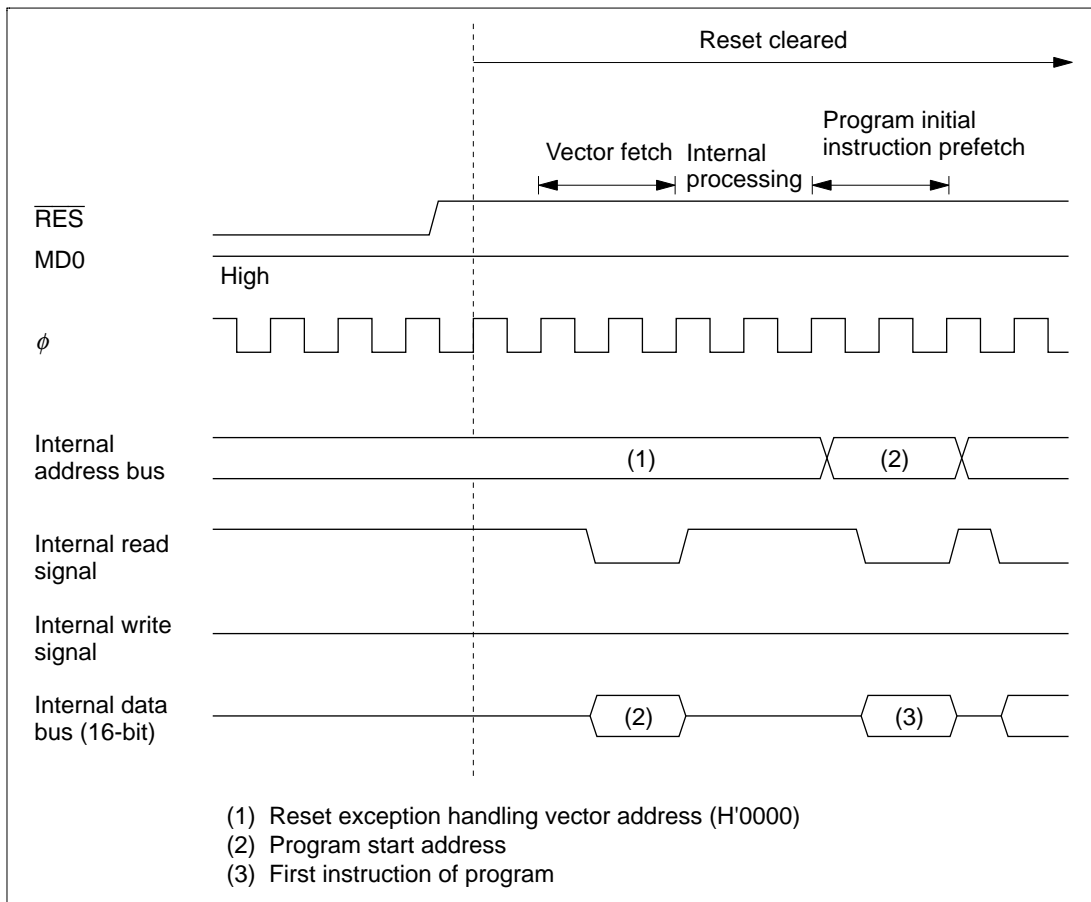 Reset cleared
Program initial
instruction prefetch
Vector fetch
Internal
processing
RES
MD0
High
ϕ
Internal
address bus
(1)
(2)
Internal read
signal
Internal write
signal
Internal data
bus (16-bit)
(2)
(3)
(1) Reset exception handling vector address (H'0000)
(2) Program start address
(3) First instruction of program